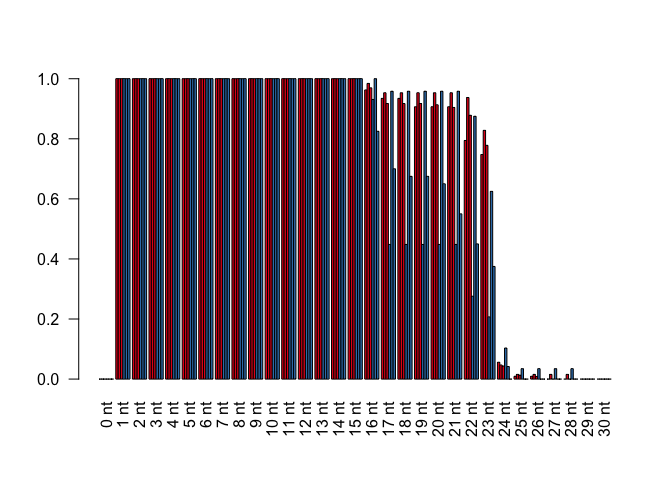 1.0
0.8
0.6
0.4
0.2
0.0
0 nt
1 nt
2 nt
3 nt
4 nt
5 nt
6 nt
7 nt
8 nt
9 nt
10 nt
11 nt
12 nt
13 nt
14 nt
15 nt
16 nt
17 nt
18 nt
19 nt
20 nt
21 nt
22 nt
23 nt
24 nt
25 nt
26 nt
27 nt
28 nt
29 nt
30 nt